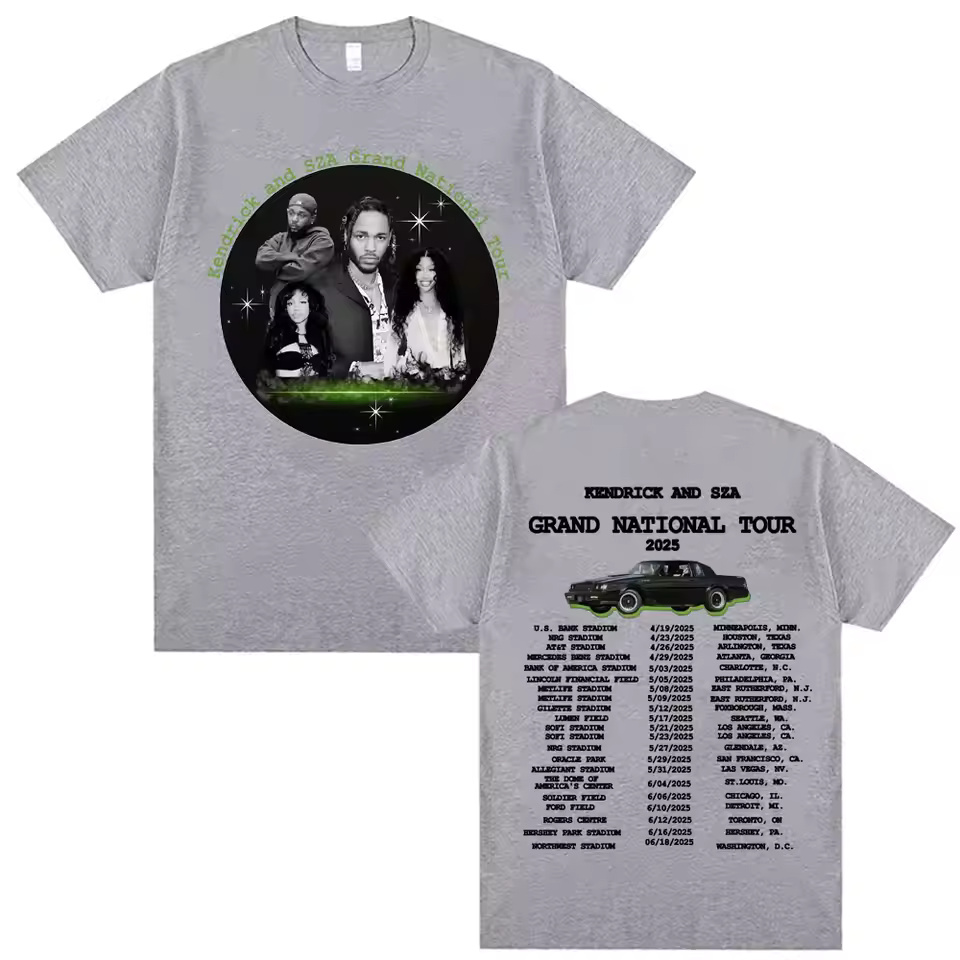 Kendrick and SZA Grand National Tour
KENDRICK AND SZA
GRAND NATIONAL TOUR
2025
U.S. BANK STADIUM 4/19/2025 MINNEAPOLIS, MINN.
NRG STADIUM 4/23/2025 HOUSTON, TEXAS
AT&T STADIUM 4/26/2025 ARLINGTON, TEXAS
MERCEDES BENZ STADIUM 4/29/2025 ATLANTA, GEORGIA
BANK OF AMERICA STADIUM 5/03/2025 CHARLOTTE, N.C.
LINCOLN FINANCIAL FIELD 5/05/2025 PHILADELPHIA, PA.
METLIFE STADIUM 5/08/2025 EAST RUTHERFORD, N.J.
METLIFE STADIUM 5/09/2025 EAST RUTHERFORD, N.J.
GILETTE STADIUM 5/12/2025 FOXBOROUGH, MASS.
LUMEN FIELD 5/17/2025 SEATTLE, WA.
SOFI STADIUM 5/21/2025 LOS ANGELES, CA.
SOFI STADIUM 5/23/2025 LOS ANGELES, CA.
NRG STADIUM 5/27/2025 GLENDALE, AZ.
ORACLE PARK 5/29/2025 SAN FRANCISCO, CA.
ALLEGIANT STADIUM 5/31/2025 LAS VEGAS, NV.
THE DOME OF
AMERICA'S CENTER 6/04/2025 ST.LOUIS, MO.
SOLDIER FIELD 6/06/2025 CHICAGO, IL.
FORD FIELD 6/10/2025 DETROIT, MI.
ROGERS CENTRE 6/12/2025 TORONTO, ON
HERSHEY PARK STADIUM 6/16/2025 HERSHEY, PA.
NORTHWEST STADIUM 06/18/2025 WASHINGTON, D.C.